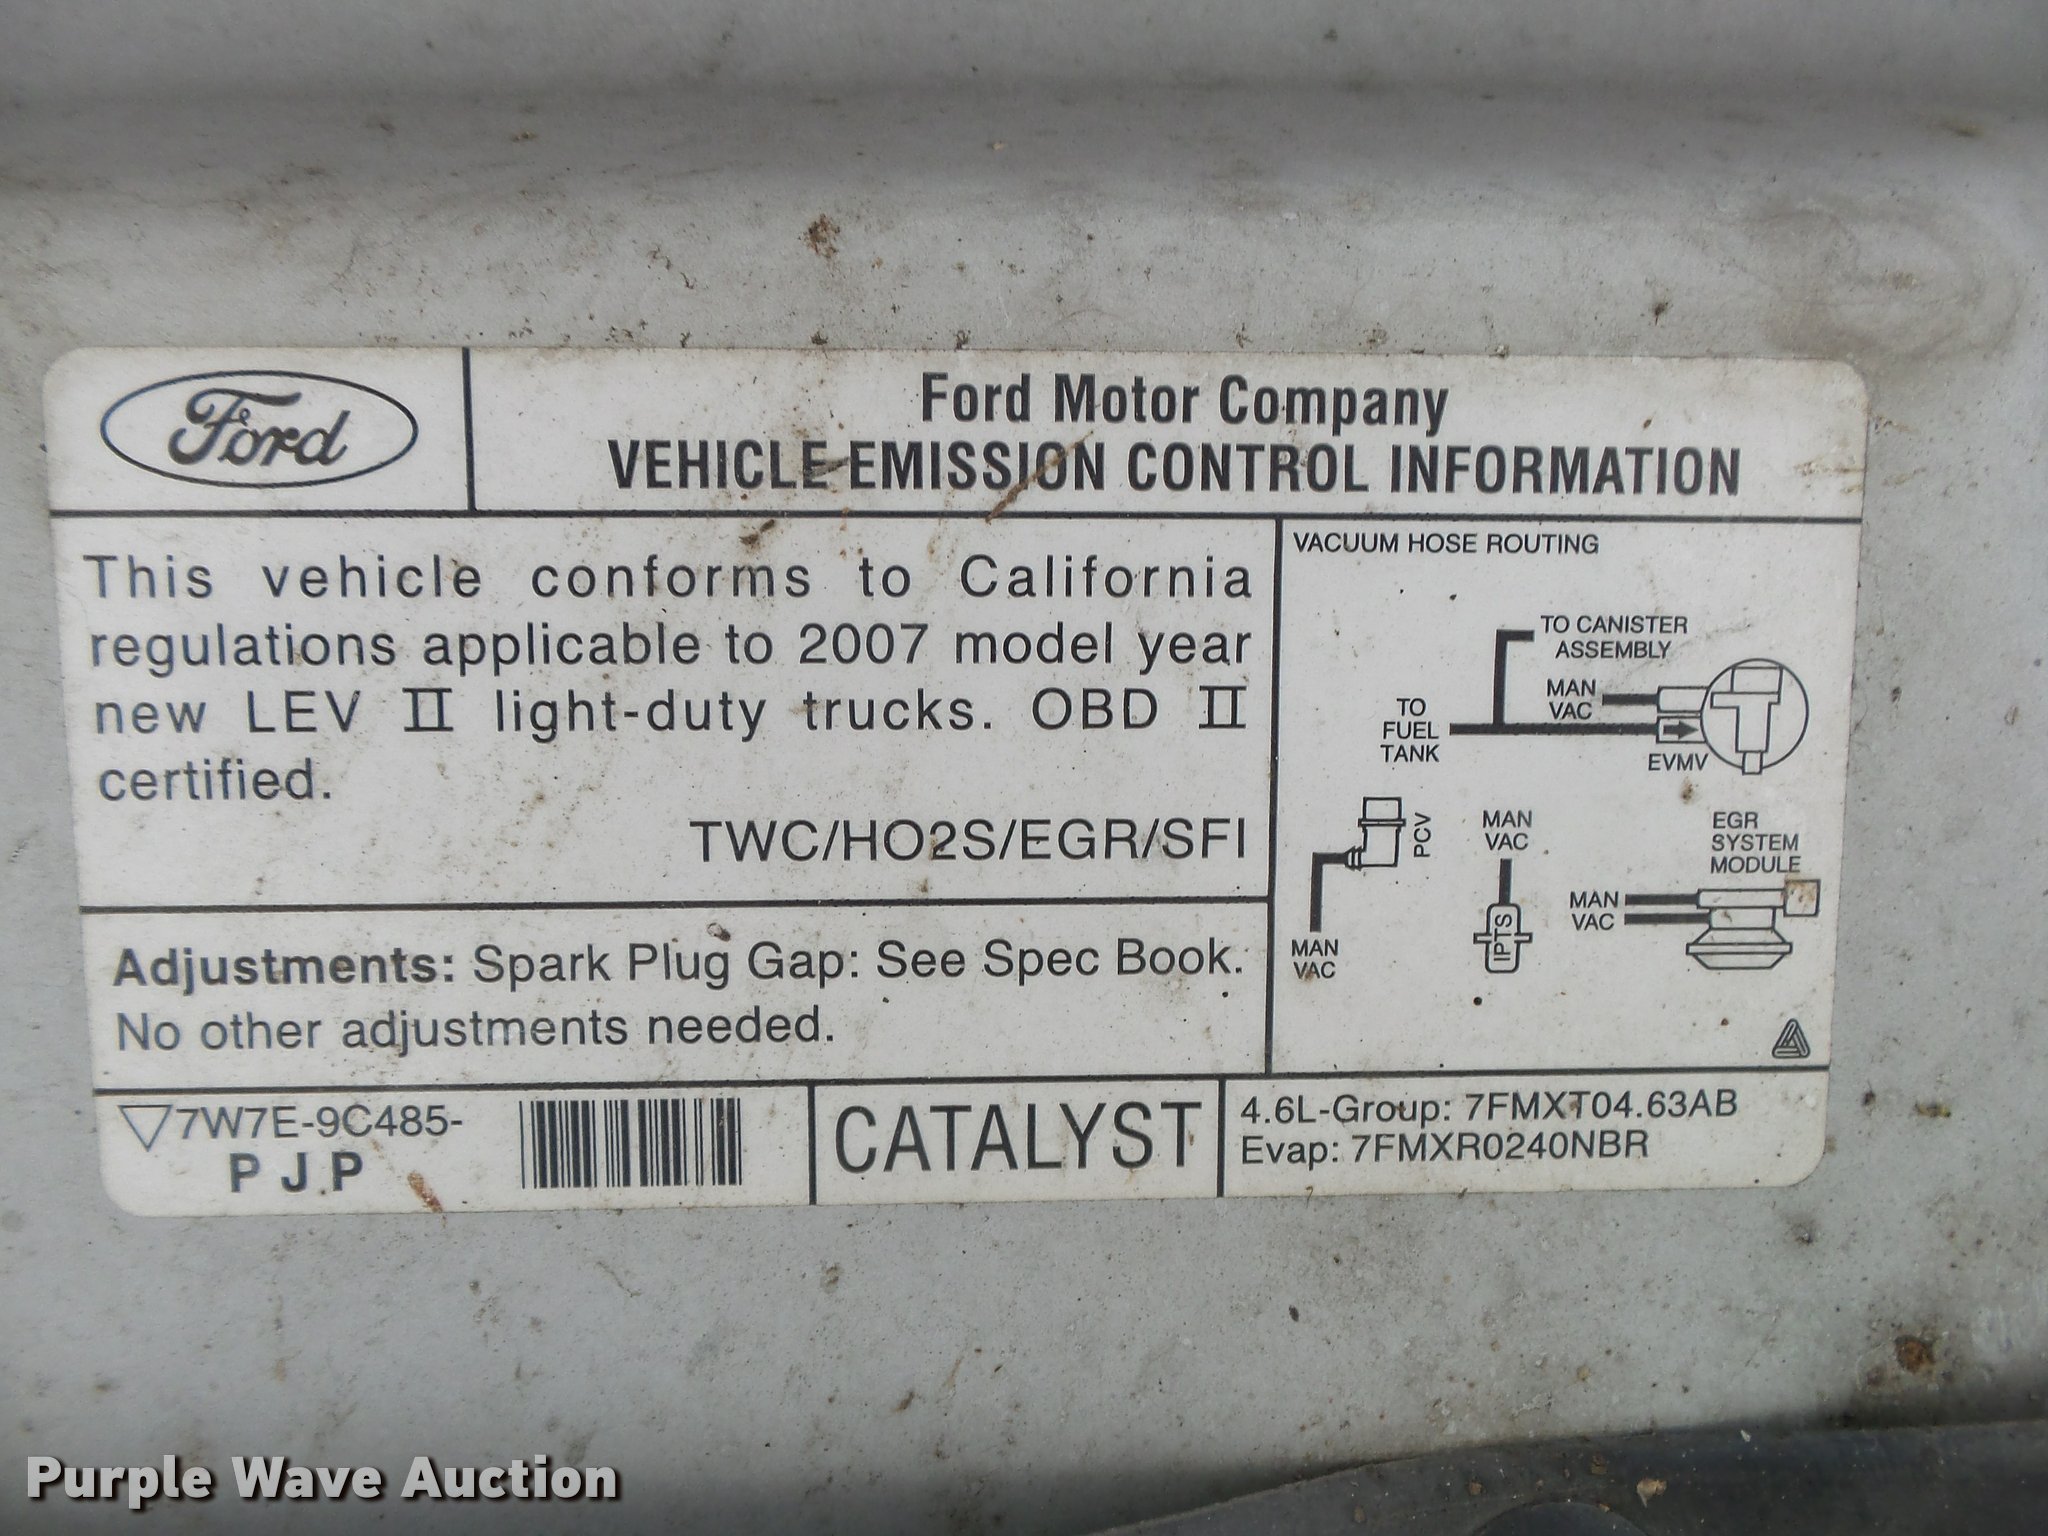 Ford
Ford Motor Company
VEHICLE EMISSION CONTROL INFORMATION
This vehicle conforms to California
regulations applicable to 2007 model year
new LEV II light-duty trucks. OBD II
certified.
TWC/HO2S/EGR/SFI
Adjustments: Spark Plug Gap: See Spec Book.
No other adjustments needed.
VACUUM HOSE ROUTING
TO CANISTER
ASSEMBLY
MAN
VAC
TO
FUEL
TANK
EVMV
PCV
MAN
VAC
MAN
VAC
IPTS
EGR
SYSTEM
MODULE
MAN
VAC
7W7E-9C485-
P J P
CATALYST
4.6L-Group: 7FMXT04.63AB
Evap: 7FMXR0240NBR
Purple Wave Auction